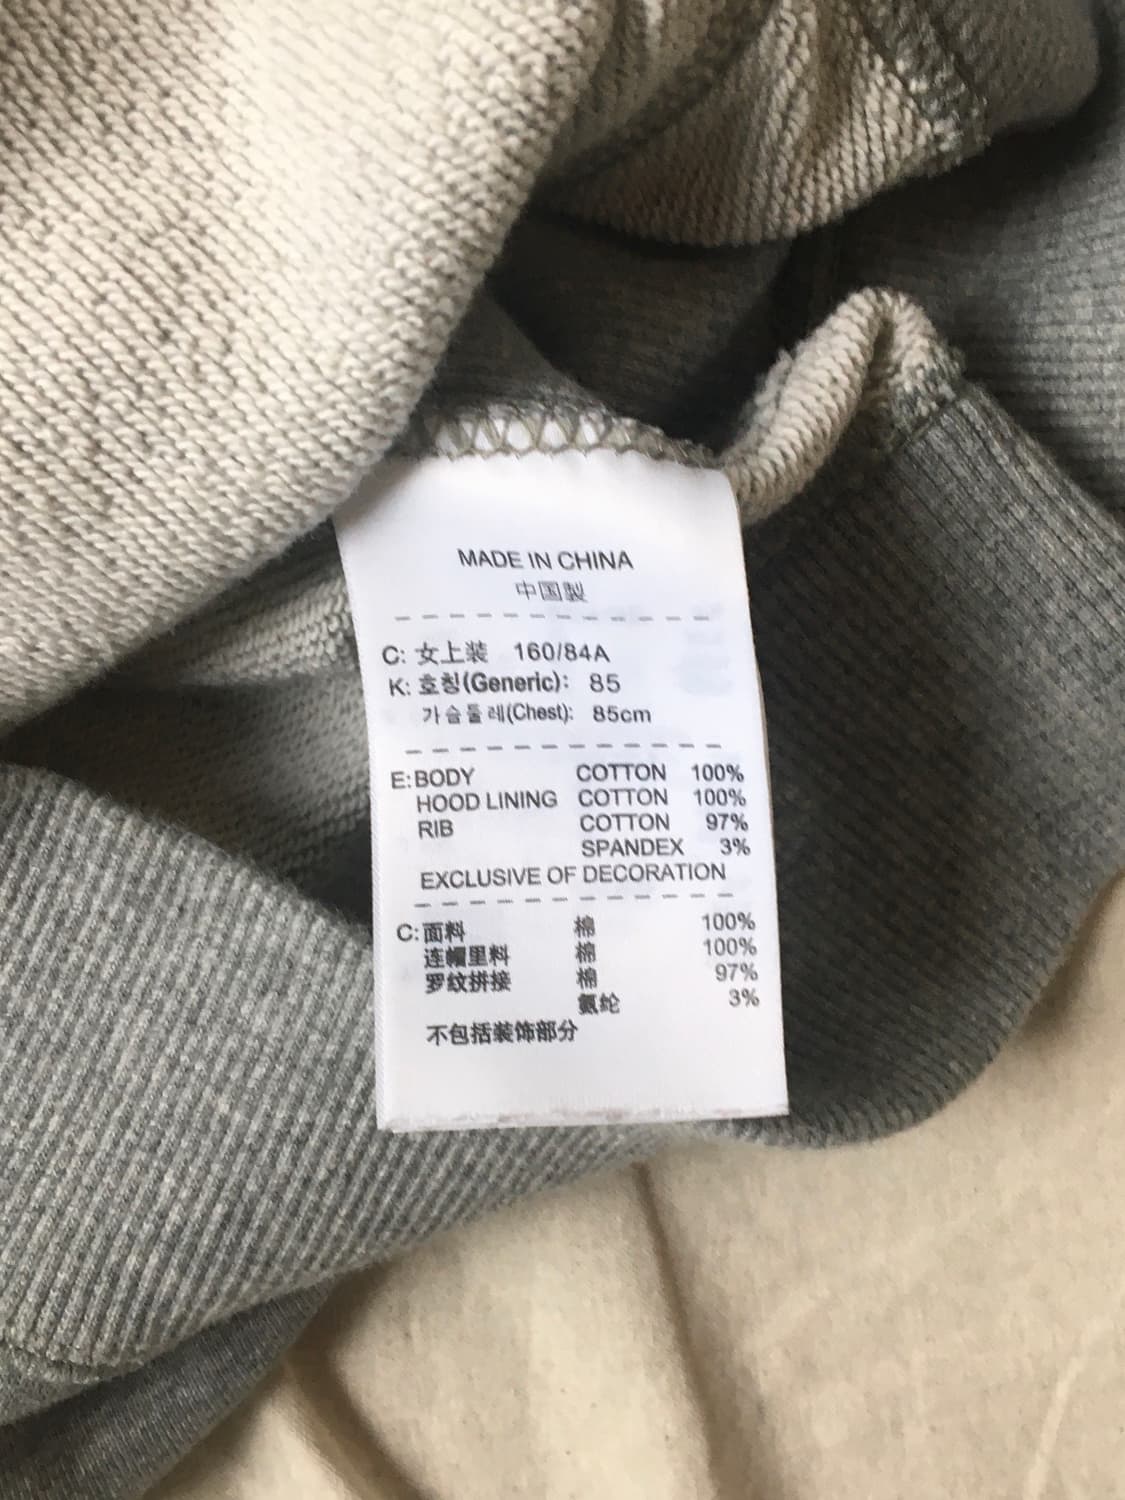 MADE IN CHINA
中国製
C: 女上装 160/84A
K: 호칭(Generic): 85
가슴둘레(Chest): 85cm
E: BODY COTTON 100%
HOOD LINING COTTON 100%
RIB COTTON 97%
SPANDEX 3%
EXCLUSIVE OF DECORATION
C: 面料 棉 100%
连帽里料 棉 100%
罗纹拼接 棉 97%
氨纶 3%
不包括装饰部分